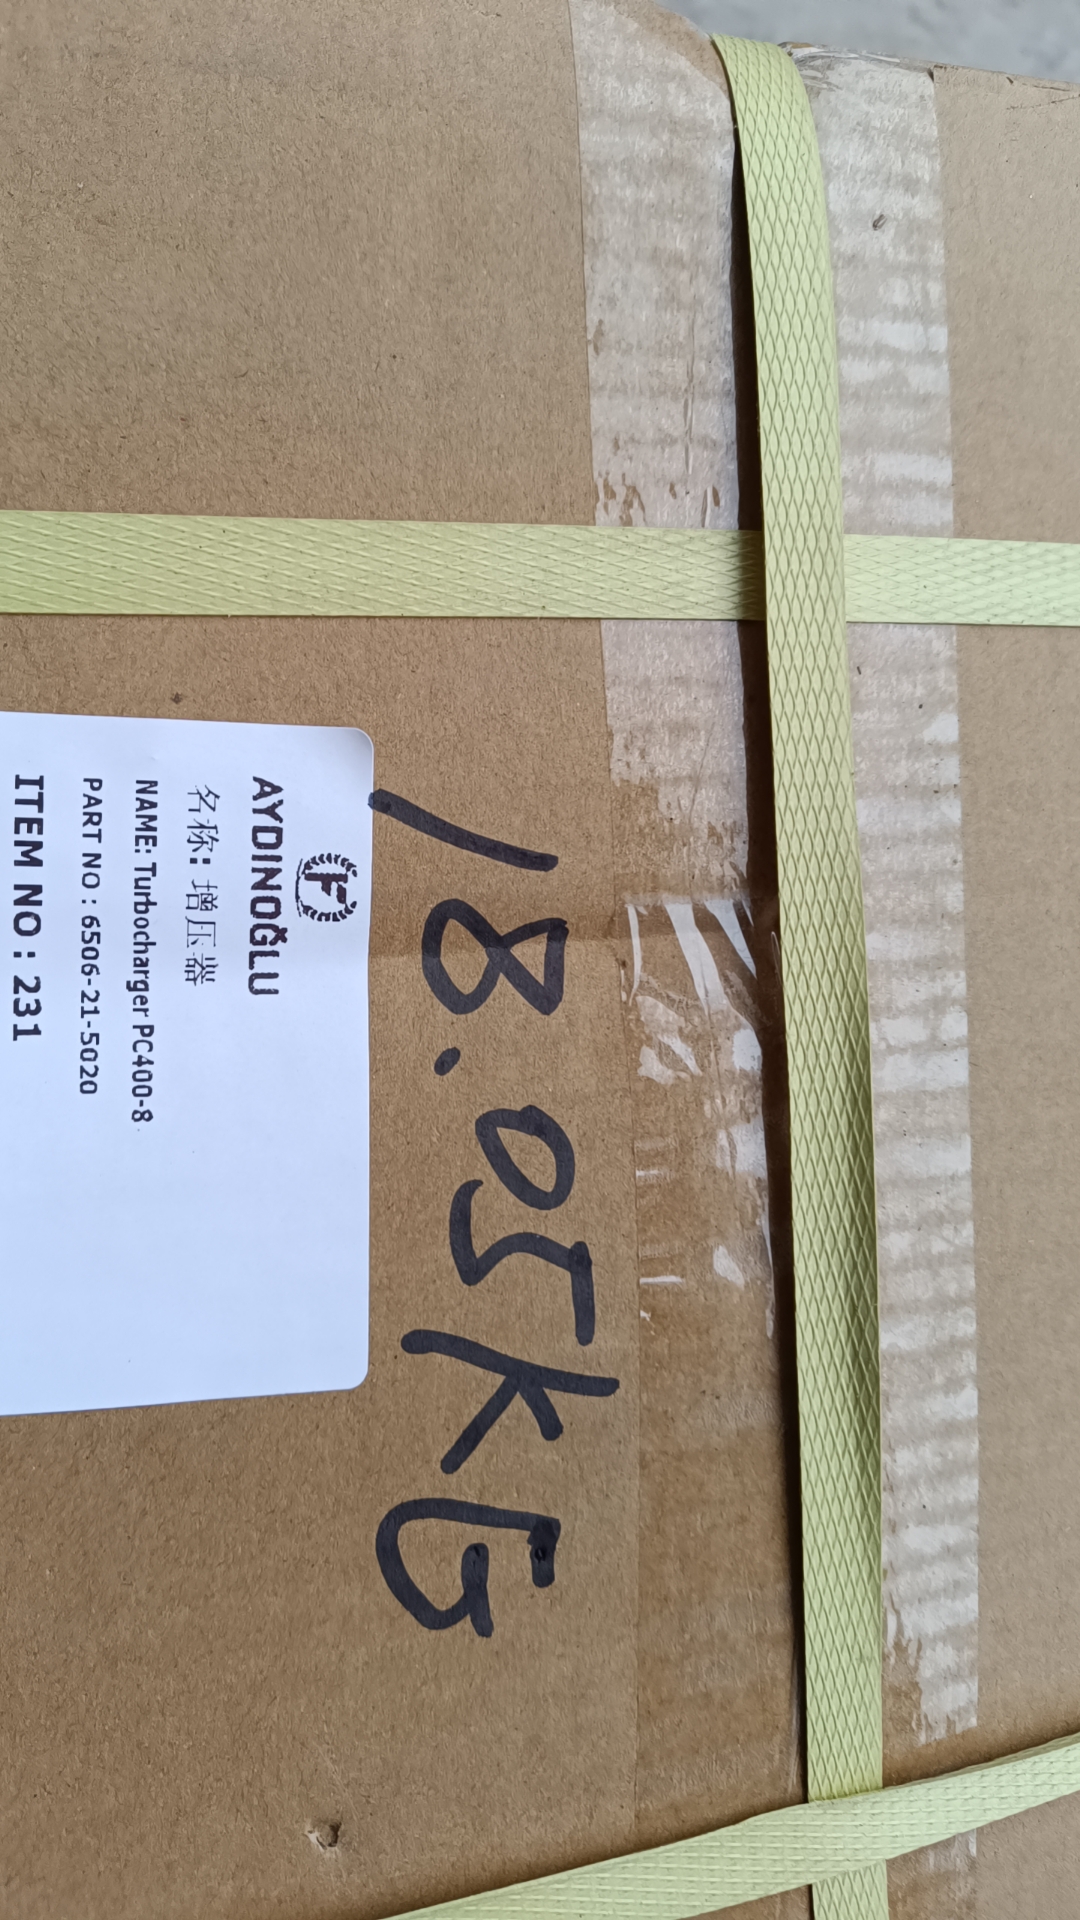 18.05KG
AYDINOĞLU
名称: 增压器
NAME: Turbocharger PC400-8
PART NO : 6506-21-5020
ITEM NO : 231